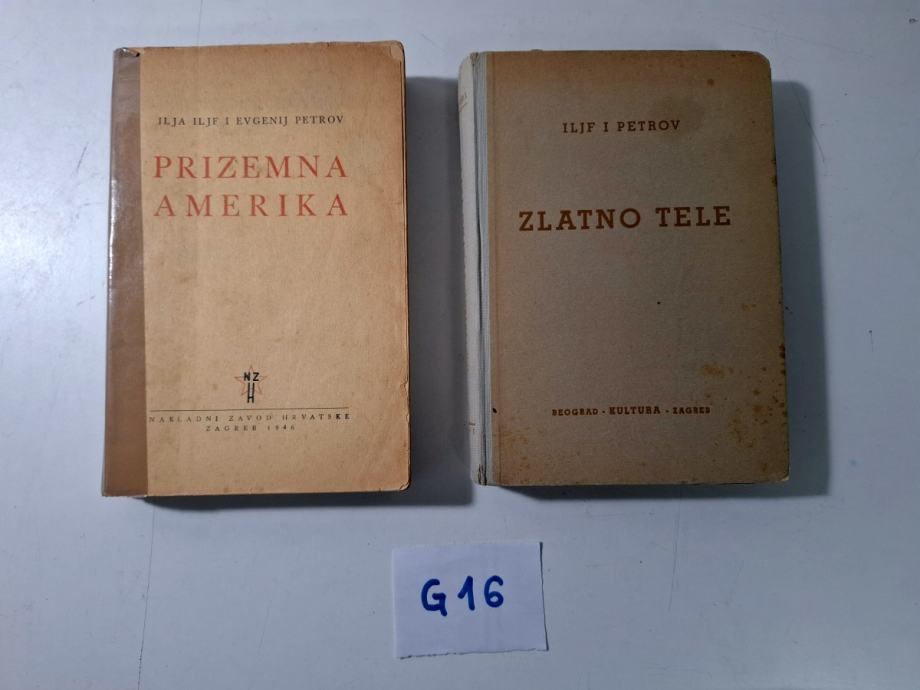 ILJA ILJF I EVGENIJ PETROV
PRIZEMNA
AMERIKA
NZ
H
NAKLADNI ZAVOD HRVATSKE
ZAGREB 1946
ILJF I PETROV
ZLATNO TELE
BEOGRAD - KULTURA - ZAGREB
G16